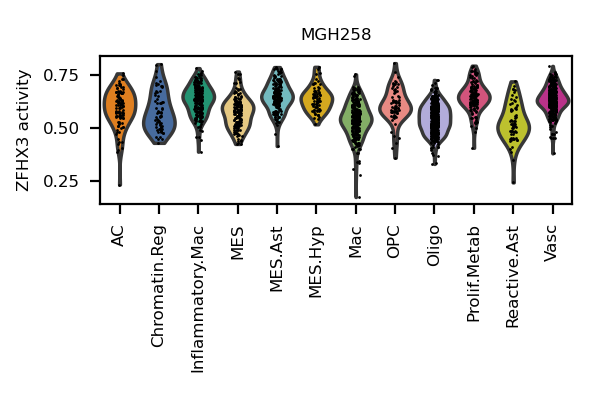 MGH258
ZFHX3 activity
0.75
0.50
0.25
AC
Chromatin.Reg
Inflammatory.Mac
MES
MES.Ast
MES.Hyp
Mac
OPC
Oligo
Prolif.Metab
Reactive.Ast
Vasc